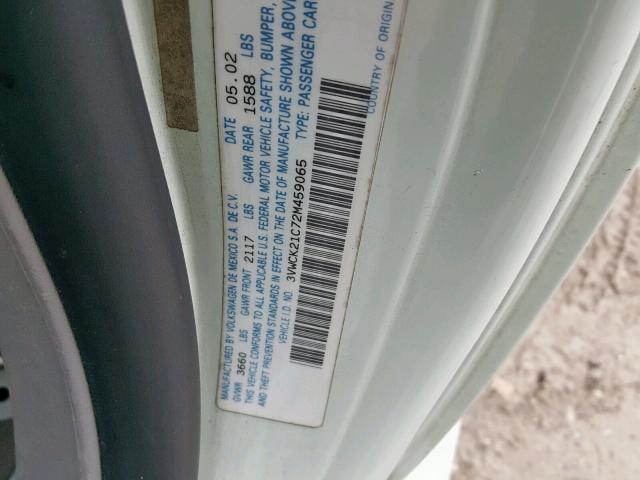 MANUFACTURED BY VOLKSWAGEN DE MEXICO S.A. DE C.V. DATE 05.02
GVWR 3660 LBS GAWR FRONT 2117 LBS GAWR REAR 1588 LBS
THIS VEHICLE CONFORMS TO ALL APPLICABLE U.S. FEDERAL MOTOR VEHICLE SAFETY, BUMPER,
AND THEFT PREVENTION STANDARDS IN EFFECT ON THE DATE OF MANUFACTURE SHOWN ABOVE
VEHICLE I.D. NO. 3VWCK21C72M459065 TYPE: PASSENGER CAR
COUNTRY OF ORIGIN